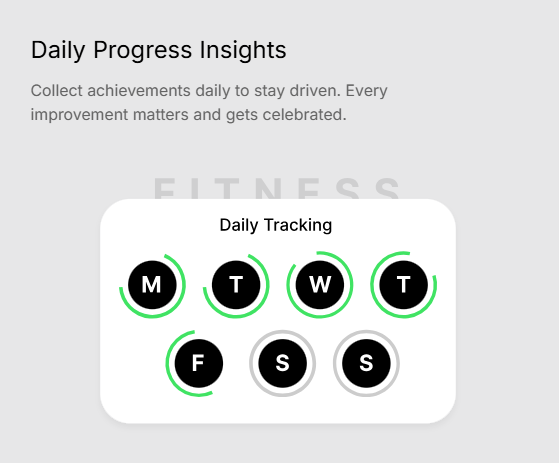 Daily Progress Insights
Collect achievements daily to stay driven. Every
improvement matters and gets celebrated.
FITNESS
Daily Tracking
M T W T
F S S